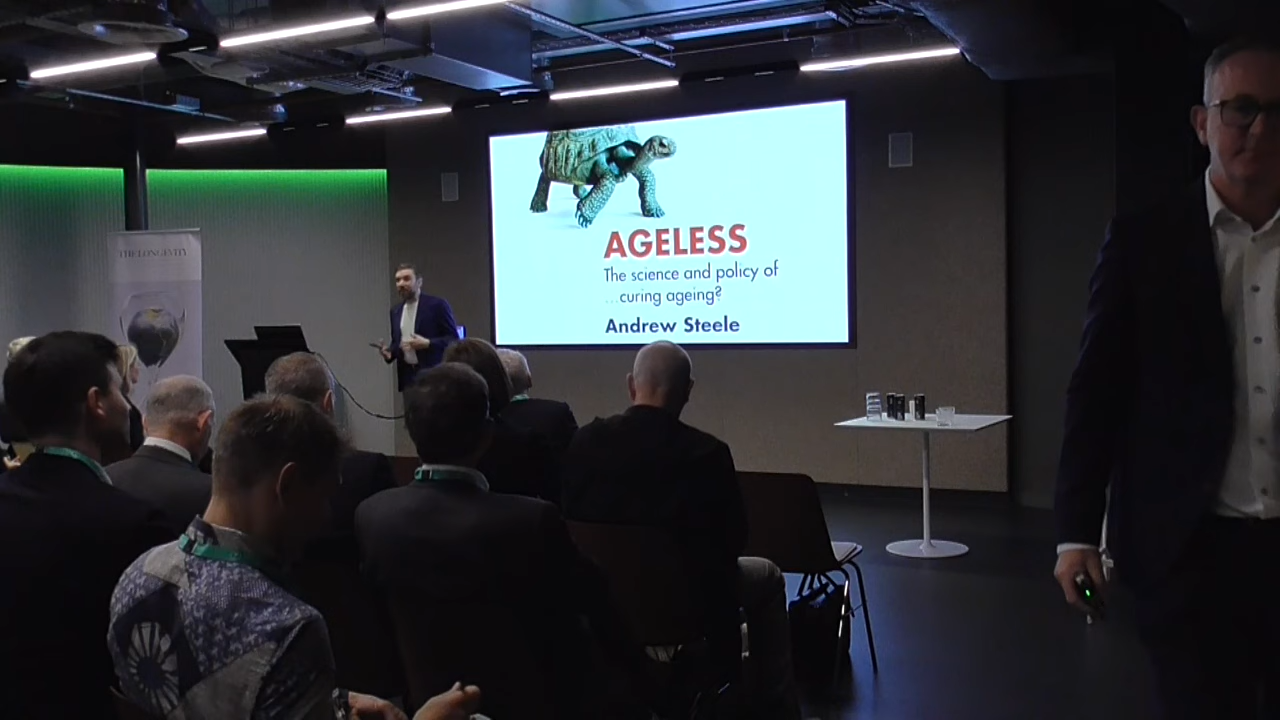 THE LONGEVITY
AGELESS
The science and policy of
...curing ageing?
Andrew Steele